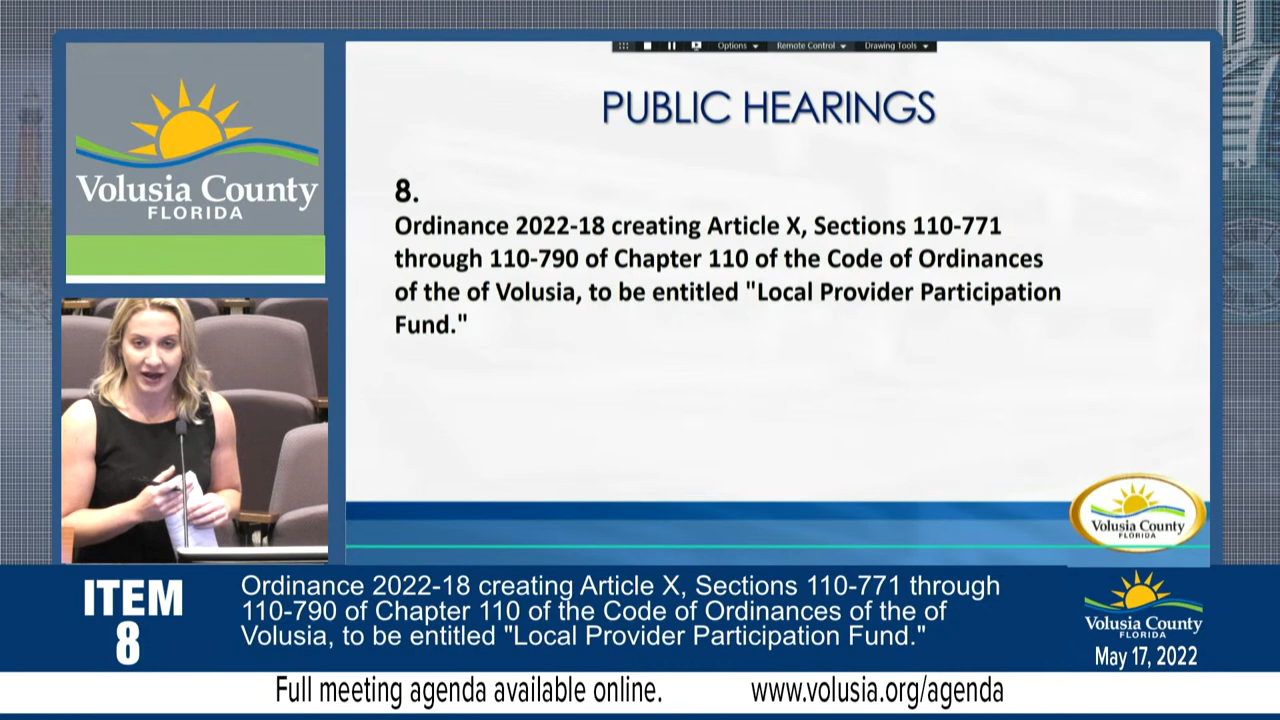 Options
Remote Control
Drawing Tools
PUBLIC HEARINGS
Volusia County
FLORIDA
8.
Ordinance 2022-18 creating Article X, Sections 110-771
through 110-790 of Chapter 110 of the Code of Ordinances
of the of Volusia, to be entitled "Local Provider Participation
Fund."
Volusia County
FLORIDA
ITEM
8
Ordinance 2022-18 creating Article X, Sections 110-771 through
110-790 of Chapter 110 of the Code of Ordinances of the of
Volusia, to be entitled "Local Provider Participation Fund."
Volusia County
FLORIDA
May 17, 2022
Full meeting agenda available online.
www.volusia.org/agenda